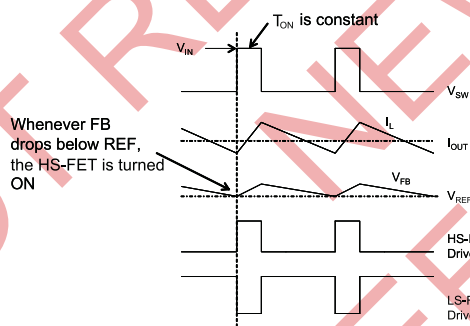 T_ON is constant
V_IN
V_SW
Whenever FB
drops below REF,
the HS-FET is turned
ON
I_L
I_OUT
V_FB
V_REF
HS-F
Drive
LS-F
Drive